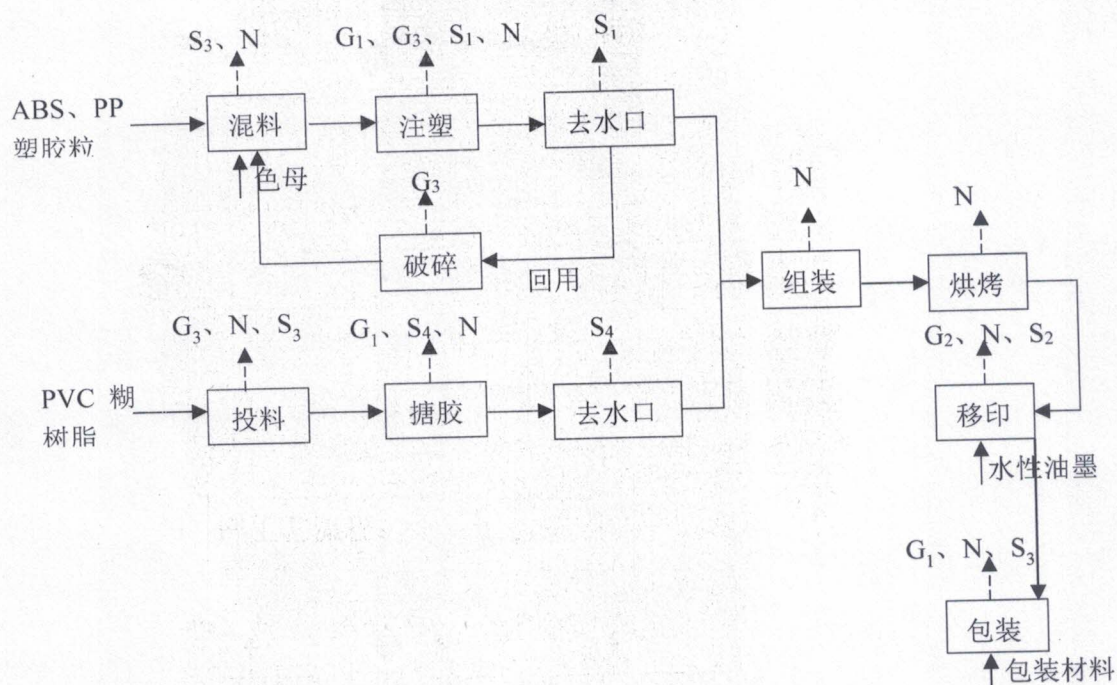 S₃、N
G₁、G₃、S₁、N
S₁
ABS、PP
塑胶粒
混料
注塑
去水口
色母
G₃
破碎
回用
N
N
组装
烘烤
G₃、N、S₃
G₁、S₄、N
S₄
G₂、N、S₂
PVC 糊
树脂
投料
搪胶
去水口
移印
水性油墨
G₁、N、S₃
包装
包装材料